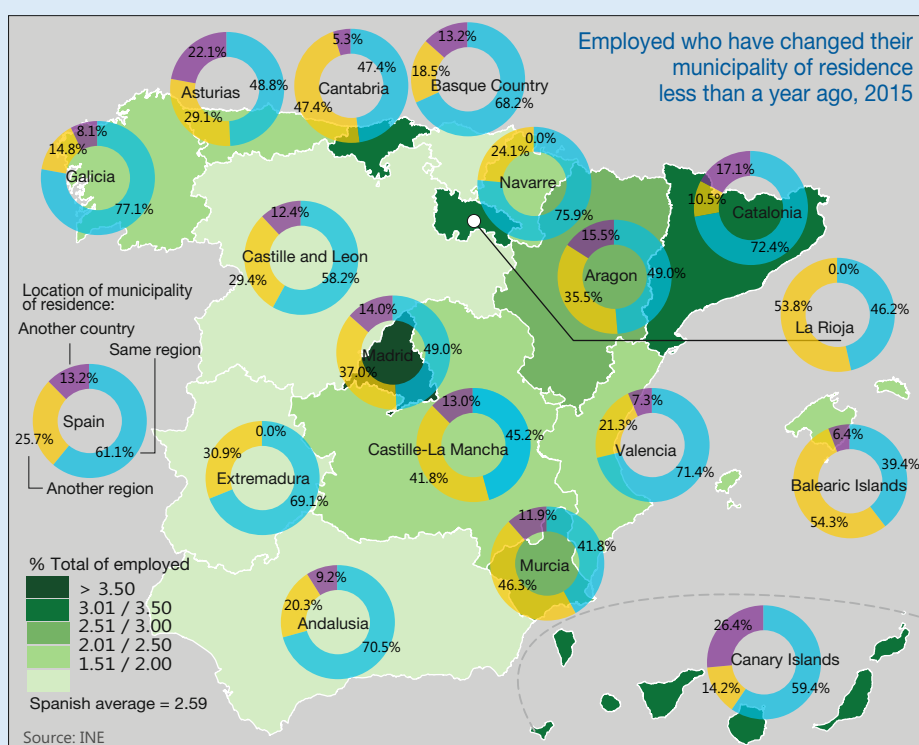 Employed who have changed their
municipality of residence
less than a year ago, 2015
22.1%
Asturias
48.8%
29.1%
5.3%
47.4%
Cantabria
47.4%
13.2%
18.5%
Basque Country
68.2%
8.1%
14.8%
Galicia
77.1%
0.0%
24.1%
Navarre
75.9%
17.1%
10.5%
Catalonia
72.4%
12.4%
Castille and Leon
29.4%
58.2%
15.5%
Aragon
49.0%
35.5%
0.0%
53.8%
46.2%
La Rioja
Location of municipality
of residence:
Another country
Same region
13.2%
Spain
25.7%
61.1%
Another region
14.0%
Madrid
49.0%
37.0%
13.0%
45.2%
Castille-La Mancha
41.8%
7.3%
21.3%
Valencia
71.4%
6.4%
39.4%
Balearic Islands
54.3%
0.0%
30.9%
Extremadura
69.1%
11.9%
41.8%
Murcia
46.3%
9.2%
20.3%
Andalusia
70.5%
26.4%
Canary Islands
14.2%
59.4%
% Total of employed
> 3.50
3.01 / 3.50
2.51 / 3.00
2.01 / 2.50
1.51 / 2.00
Spanish average = 2.59
Source: INE